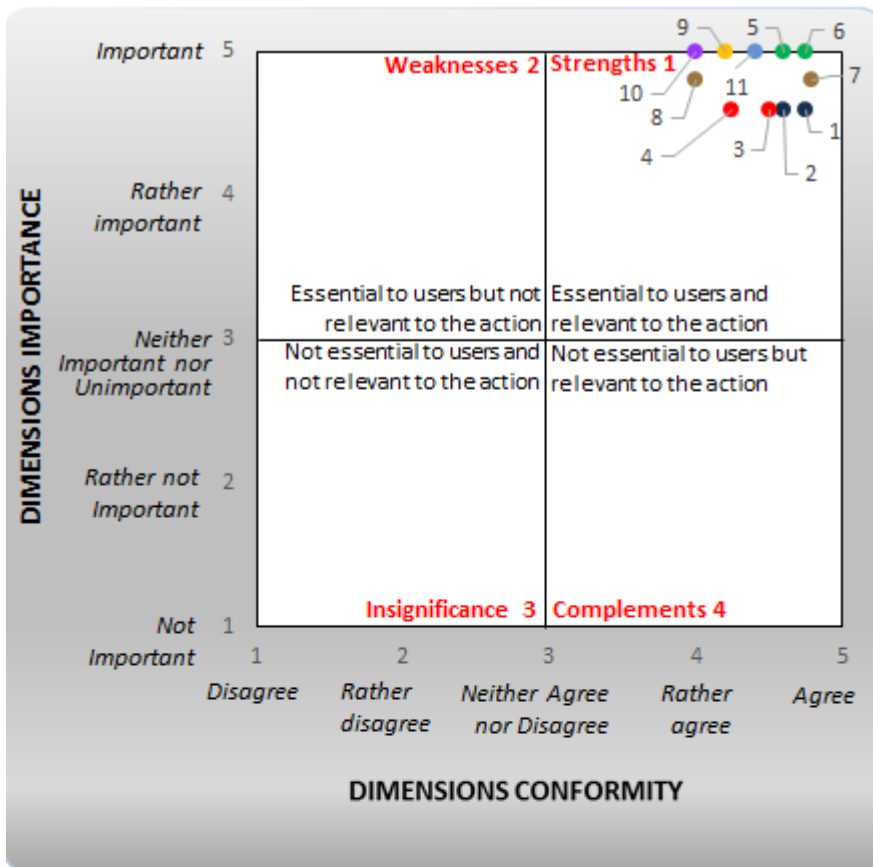 9 5 6
Important 5
Weaknesses 2 Strengths 1
7
10 11
8
1
4 3 2
Rather 4
important
DIMENSIONS IMPORTANCE
Essential to users but not Essential to users and
relevant to the action relevant to the action
Neither 3
Important nor
Unimportant
Not essential to users and Not essential to users but
not relevant to the action relevant to the action
Rather not 2
Important
Insignificance 3 Complements 4
Not 1
Important
1 2 3 4 5
Disagree Rather Neither Agree Rather Agree
disagree nor Disagree agree
DIMENSIONS CONFORMITY